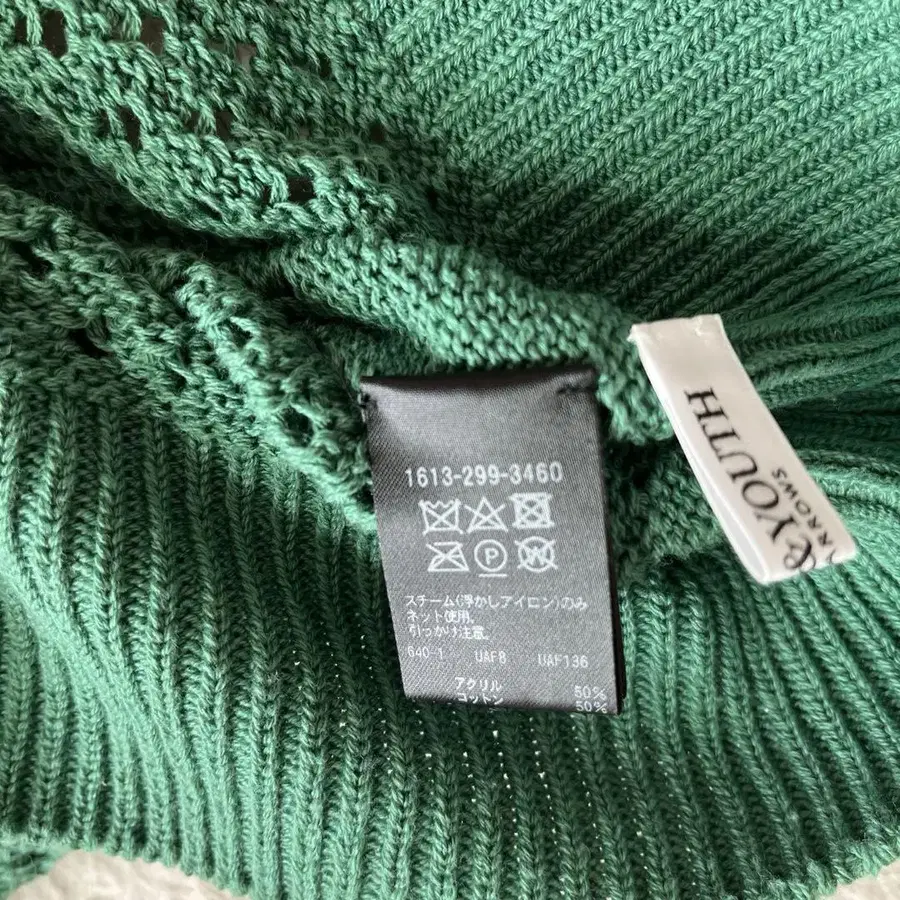 1613-299-3460
P
W
スチーム(浮かしアイロン)のみ
ネット使用。
引っかけ注意。
640-1 UAF8 UAF136
アクリル 50%
コットン 50%
&YOUTH
ARROWS